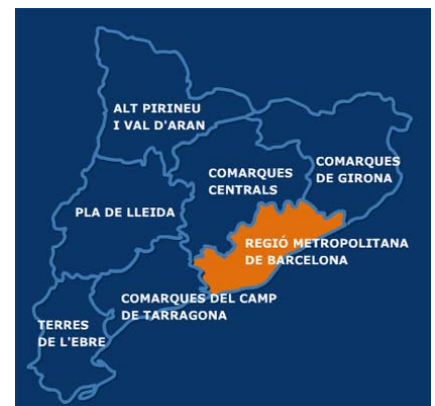 ALT PIRINEU
I VAL D'ARAN
COMARQUES
CENTRALS
COMARQUES
DE GIRONA
PLA DE LLEIDA
REGIÓ METROPOLITANA
DE BARCELONA
COMARQUES DEL CAMP
DE TARRAGONA
TERRES
DE L'EBRE